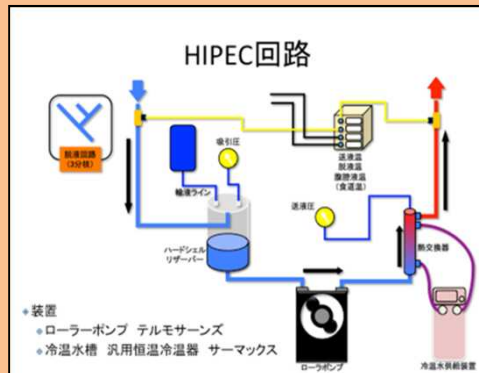 HIPEC回路
脱液回路
(3分枝)
吸引圧
輸液ライン
送液温
脱液温
腹腔液温
(食道温)
送液圧
熱交換器
ハードシェル
リザーバー
ローラポンプ
冷温水供給装置
装置
ローラーポンプ テルモサーンズ
冷温水槽 汎用恒温冷温器 サーマックス